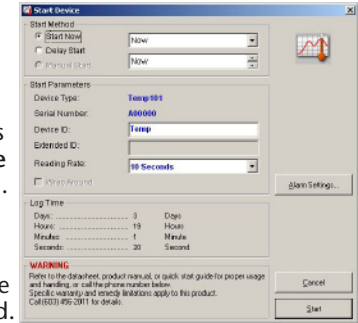 Start Device
Start Method
Start Now
Now
Delay Start
Now
Manual Start
Start Parameters
Device Type: Temp101
Serial Number: A00000
Device ID: Temp
Extended ID:
Reading Rate: 10 Seconds
Wrap Around
Alarm Settings...
Log Time
Days: 3 Days
Hours: 19 Hours
Minutes: 1 Minute
Seconds: 20 Second
WARNING
Refer to the datasheet, product manual, or quick start guide for proper usage
and handling, or call the phone number below.
Specific warranty and remedy limitations apply to this product.
Call (603) 456-2011 for details.
Cancel
Start
s
e
.
e
d.